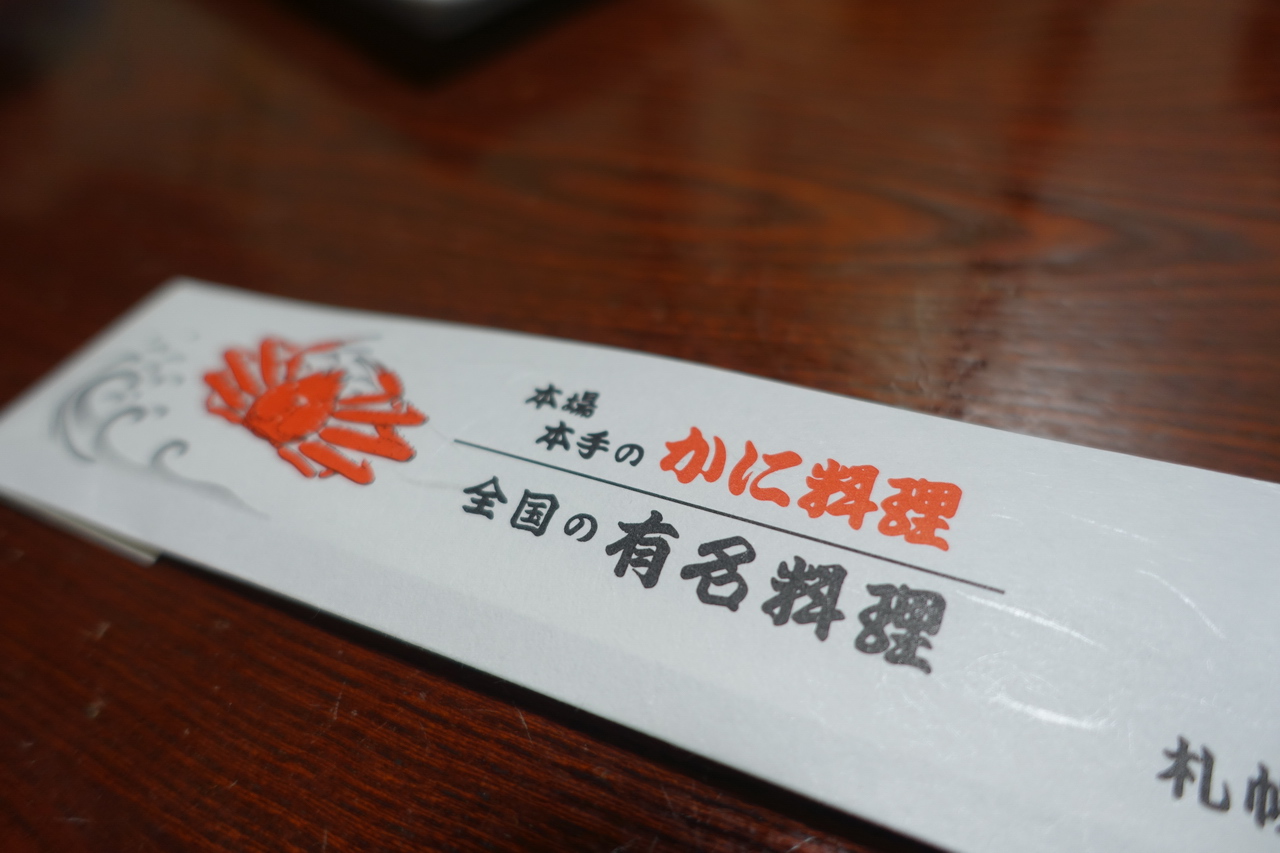 本場
本手の かに料理
全国の有名料理
札幌